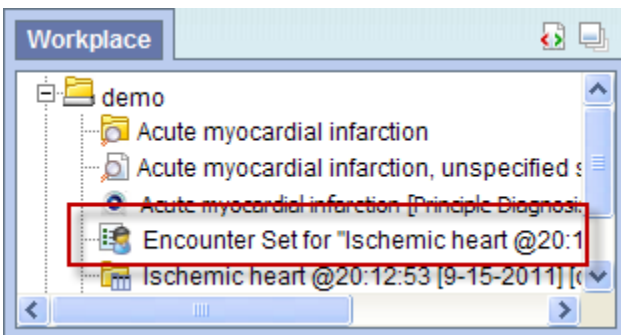 Workplace
demo
Acute myocardial infarction
Acute myocardial infarction, unspecified s
Acute myocardial infarction [Principle Diagnosi
Encounter Set for "Ischemic heart @20:1
Ischemic heart @20:12:53 [9-15-2011] [